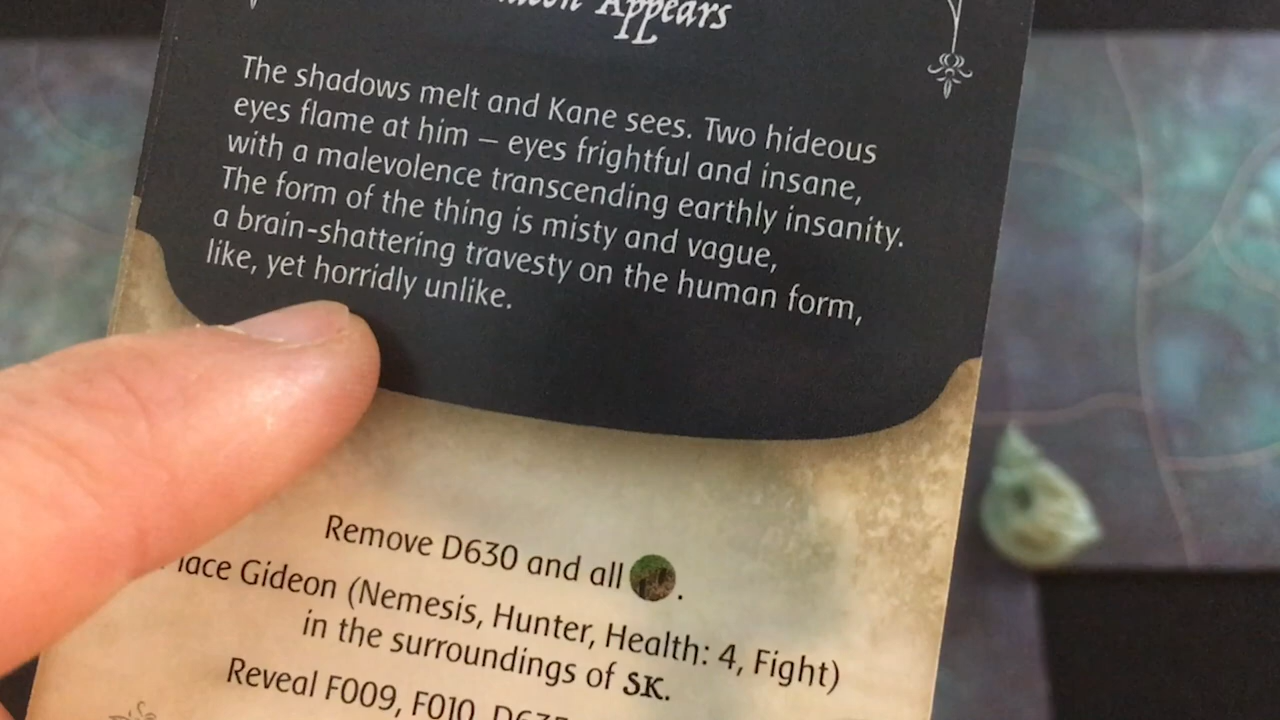 Appears
The shadows melt and Kane sees. Two hideous
eyes flame at him – eyes frightful and insane,
with a malevolence transcending earthly insanity.
The form of the thing is misty and vague,
a brain-shattering travesty on the human form,
like, yet horridly unlike.
Remove D630 and all .
Gideon (Nemesis, Hunter, Health: 4, Fight)
in the surroundings of SK.
Reveal F009, F010,